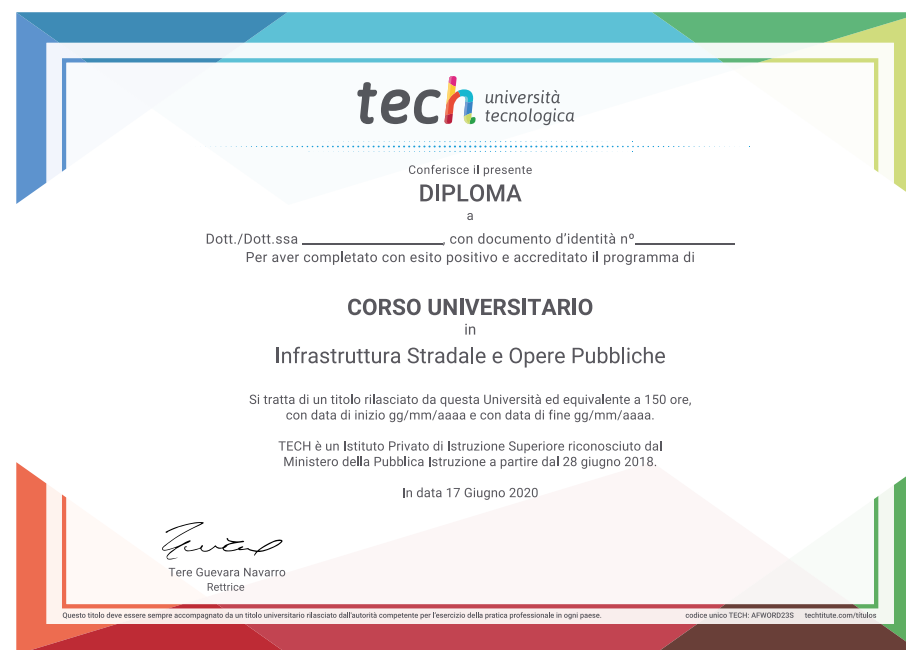 tech università
tecnologica
Conferisce il presente
DIPLOMA
a
Dott./Dott.ssa ________________, con documento d'identità nº____________
Per aver completato con esito positivo e accreditato il programma di
CORSO UNIVERSITARIO
in
Infrastruttura Stradale e Opere Pubbliche
Si tratta di un titolo rilasciato da questa Università ed equivalente a 150 ore,
con data di inizio gg/mm/aaaa e con data di fine gg/mm/aaaa.
TECH è un Istituto Privato di Istruzione Superiore riconosciuto dal
Ministero della Pubblica Istruzione a partire dal 28 giugno 2018.
In data 17 Giugno 2020
Tere Guevara Navarro
Rettrice
Questo titolo deve essere sempre accompagnato da un titolo universitario rilasciato dall'autorità competente per l'esercizio della pratica professionale in ogni paese. codice unico TECH: AFWORD23S techtitute.com/titulos